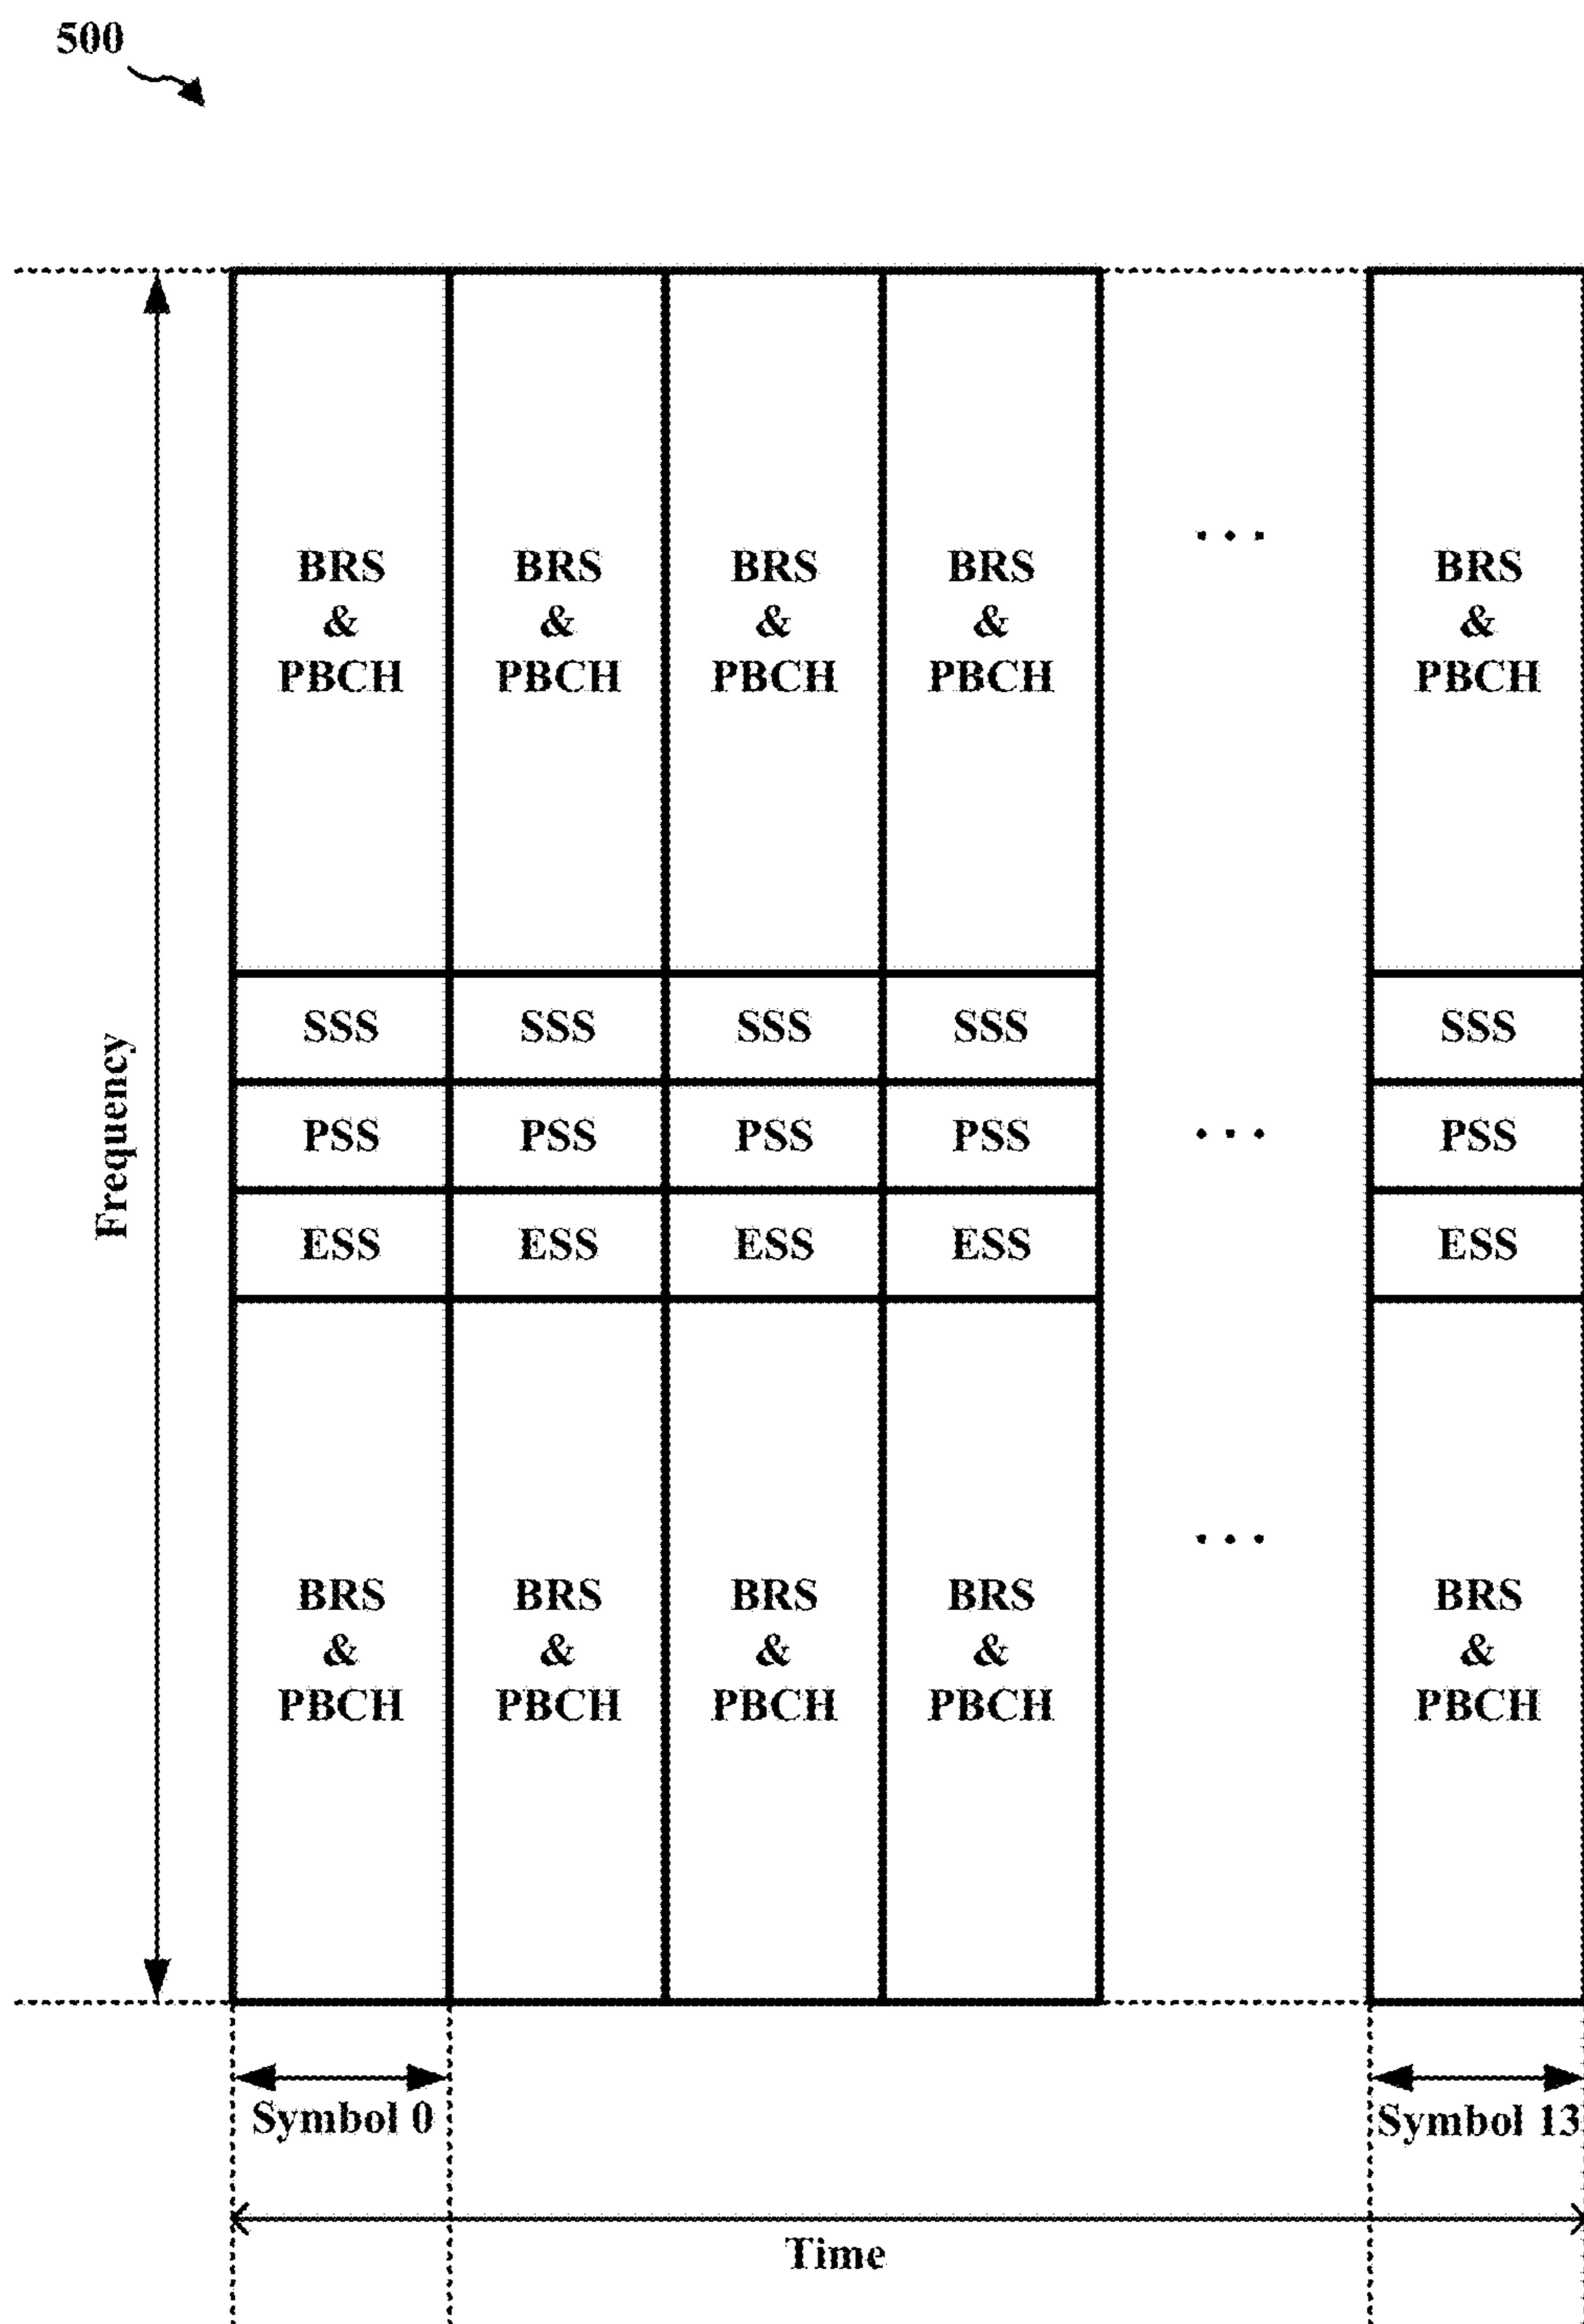 500
BRS BRS BRS BRS ... BRS
& & & & &
PBCH PBCH PBCH PBCH PBCH
SSS SSS SSS SSS SSS
PSS PSS PSS PSS ... PSS
ESS ESS ESS ESS ESS
Frequency
BRS BRS BRS BRS ... BRS
& & & & &
PBCH PBCH PBCH PBCH PBCH
Symbol 0 Symbol 13
Time